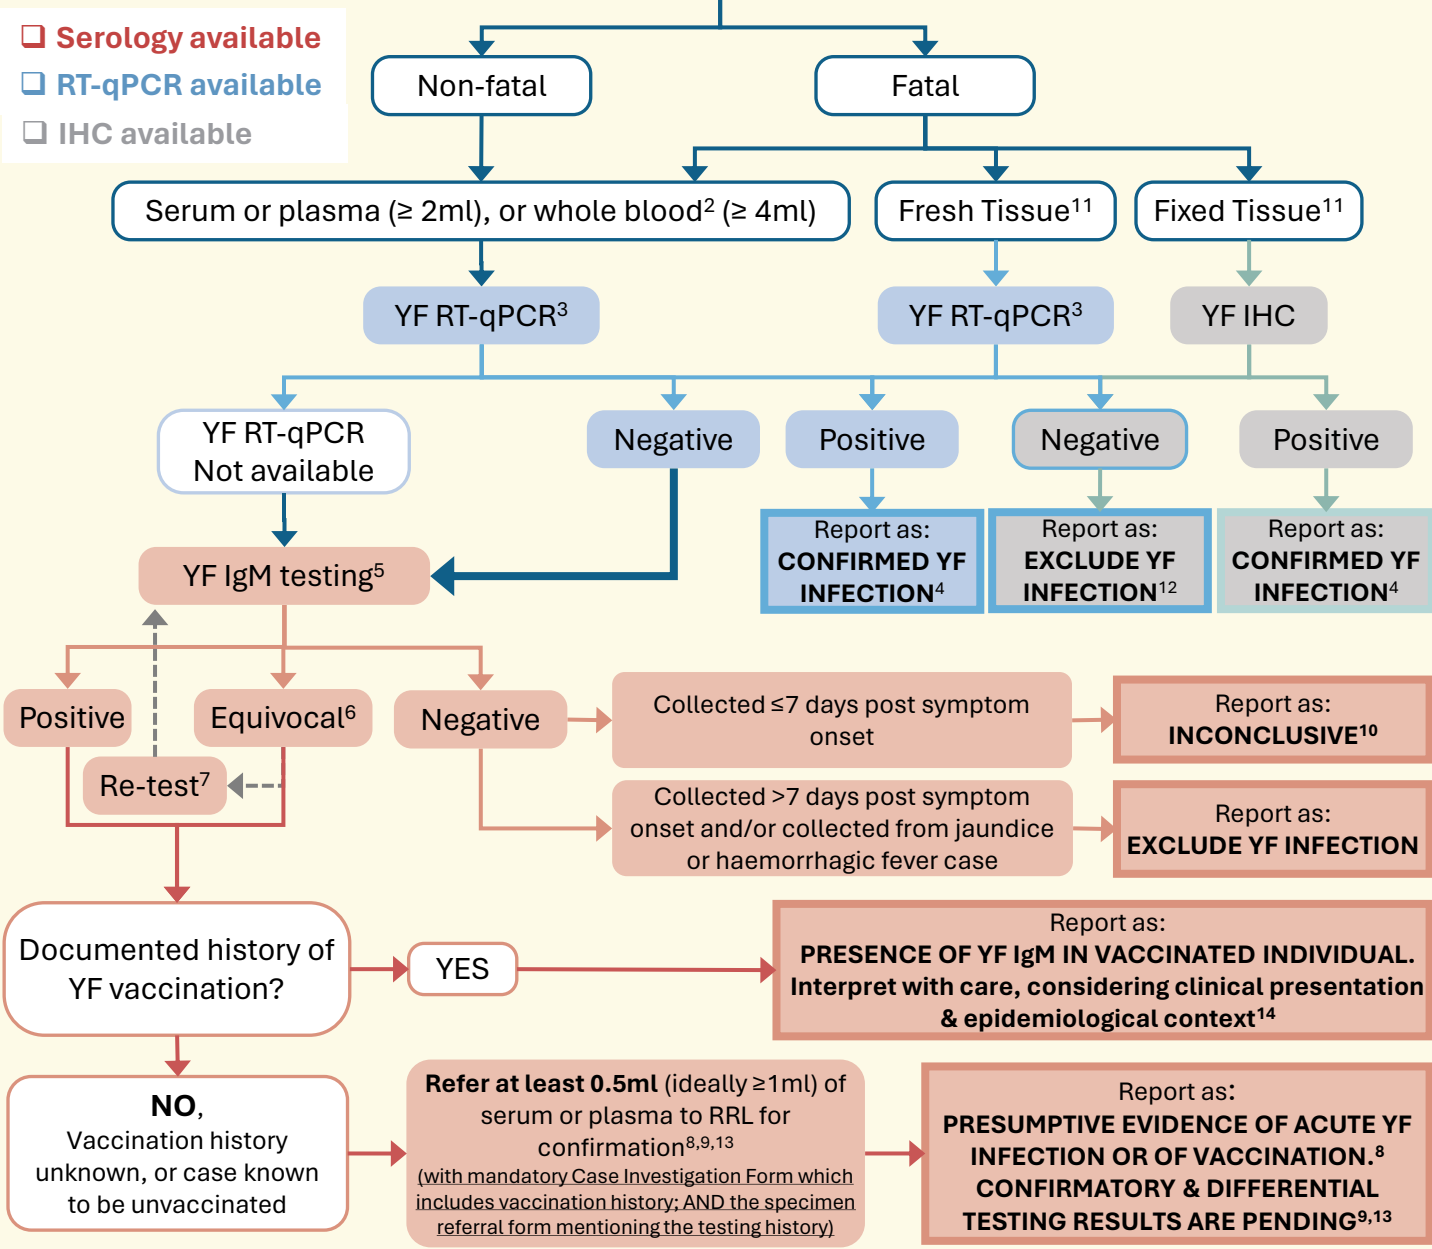 ❑ Serology available
❑ RT-qPCR available
❑ IHC available
Non-fatal
Fatal
Serum or plasma (≥ 2ml), or whole blood² (≥ 4ml)
Fresh Tissue¹¹
Fixed Tissue¹¹
YF RT-qPCR³
YF RT-qPCR³
YF IHC
YF RT-qPCR
Not available
Negative
Positive
Negative
Positive
Report as:
CONFIRMED YF
INFECTION⁴
Report as:
EXCLUDE YF
INFECTION¹²
Report as:
CONFIRMED YF
INFECTION⁴
YF IgM testing⁵
Positive
Equivocal⁶
Negative
Re-test⁷
Collected ≤7 days post symptom
onset
Report as:
INCONCLUSIVE¹⁰
Collected >7 days post symptom
onset and/or collected from jaundice
or haemorrhagic fever case
Report as:
EXCLUDE YF INFECTION
Documented history of
YF vaccination?
YES
Report as:
PRESENCE OF YF IgM IN VACCINATED INDIVIDUAL.
Interpret with care, considering clinical presentation
& epidemiological context¹⁴
NO,
Vaccination history
unknown, or case known
to be unvaccinated
Refer at least 0.5ml (ideally ≥1ml) of
serum or plasma to RRL for
confirmation⁸,⁹,¹³
(with mandatory Case Investigation Form which
includes vaccination history; AND the specimen
referral form mentioning the testing history)
Report as:
PRESUMPTIVE EVIDENCE OF ACUTE YF
INFECTION OR OF VACCINATION.⁸
CONFIRMATORY & DIFFERENTIAL
TESTING RESULTS ARE PENDING⁹,¹³